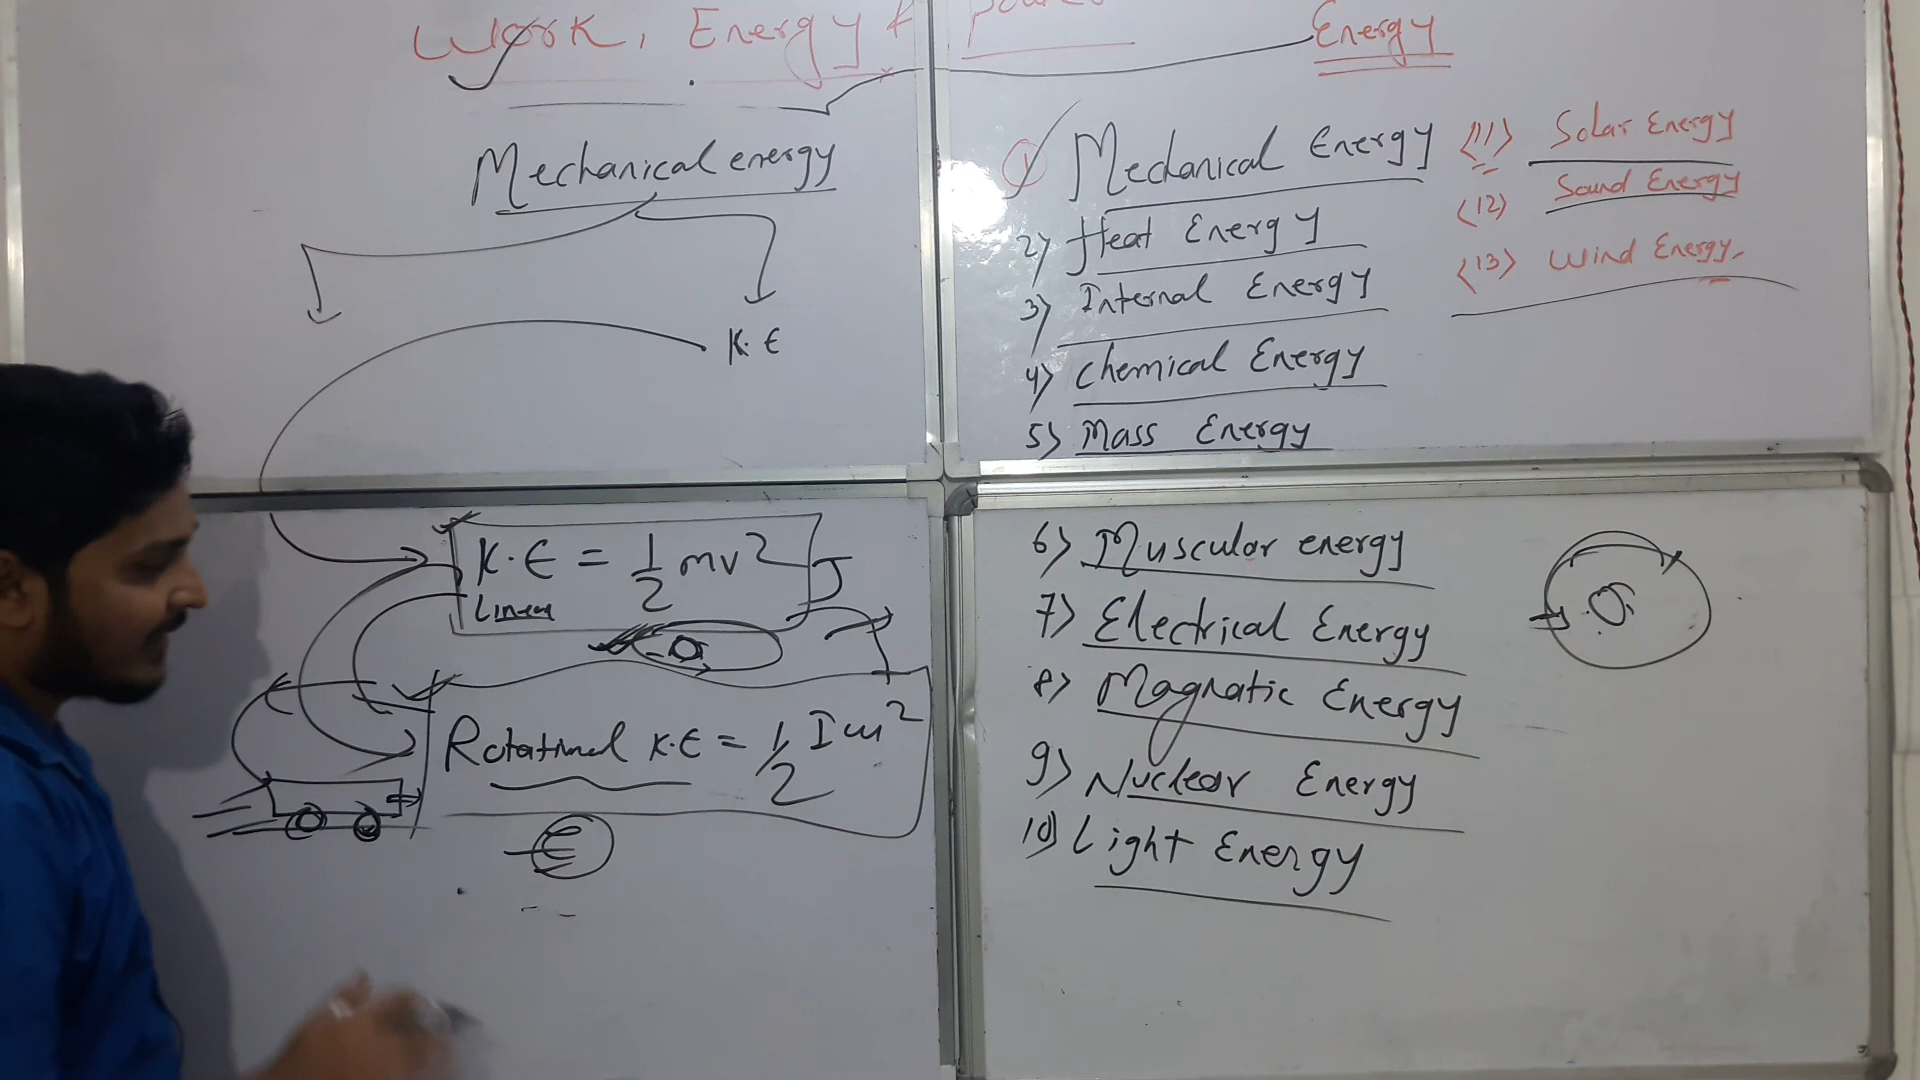 Work, Energy & Power
Mechanical energy
K.E
K.E = 1/2 mv² J
Linear
Rotational K.E = 1/2 Iω²
Energy
1) Mechanical Energy
2) Heat Energy
3) Internal Energy
4) Chemical Energy
5) Mass Energy
6) Muscular energy
7) Electrical Energy
8) Magnatic Energy
9) Nuclear Energy
10) Light Energy
(11) Solar Energy
(12) Sound Energy
(13) Wind Energy